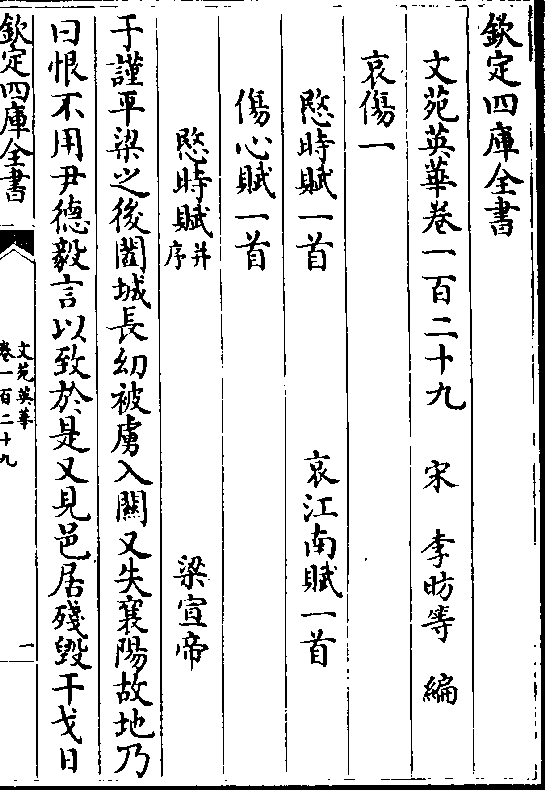 欽定四庫全書
文苑英華卷一百二十九 宋 李昉等 編
哀傷一
愍時賦一首 哀江南賦一首
傷心賦一首
愍時賦并序 梁宣帝
于謹平梁之後闔城長幼被虜入關又失襄陽故地乃
曰恨不用尹德毅言以致於是又見邑居殘毀干戈日
欽定四庫全書
文苑英華
卷一百二十九
一